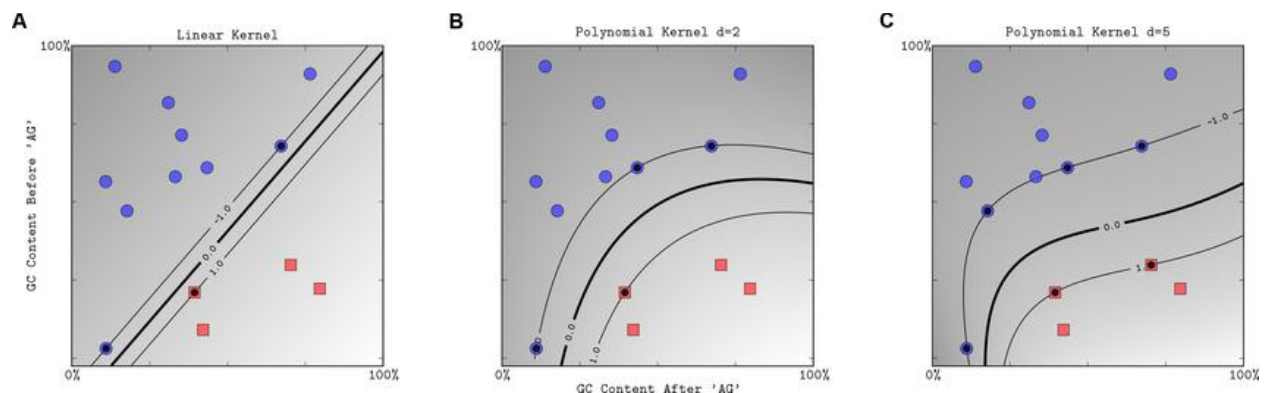 A
B
C
Linear Kernel
Polynomial Kernel d=2
Polynomial Kernel d=5
100%
100%
100%
GC Content Before 'AG'
-1.0
0.0
1.0
0.0
1.0
-1.0
0.0
0%
100%
0%
100%
0%
100%
GC Content After 'AG'